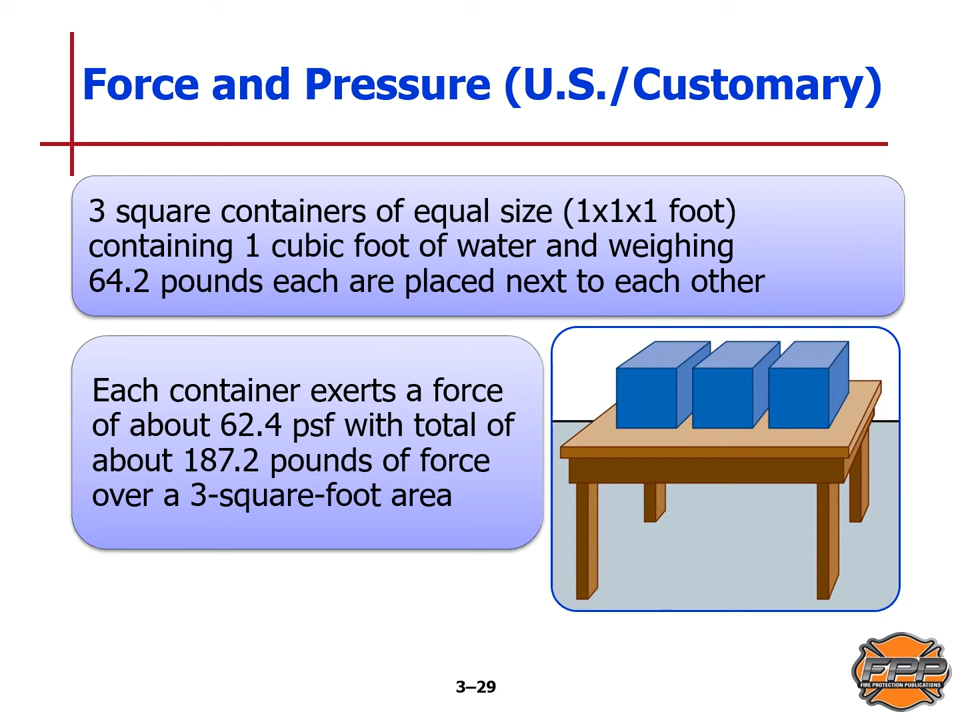 Force and Pressure (U.S./Customary)
3 square containers of equal size (1x1x1 foot)
containing 1 cubic foot of water and weighing
64.2 pounds each are placed next to each other
Each container exerts a force
of about 62.4 psf with total of
about 187.2 pounds of force
over a 3-square-foot area
3–29
FPP
FIRE PROTECTION PUBLICATIONS